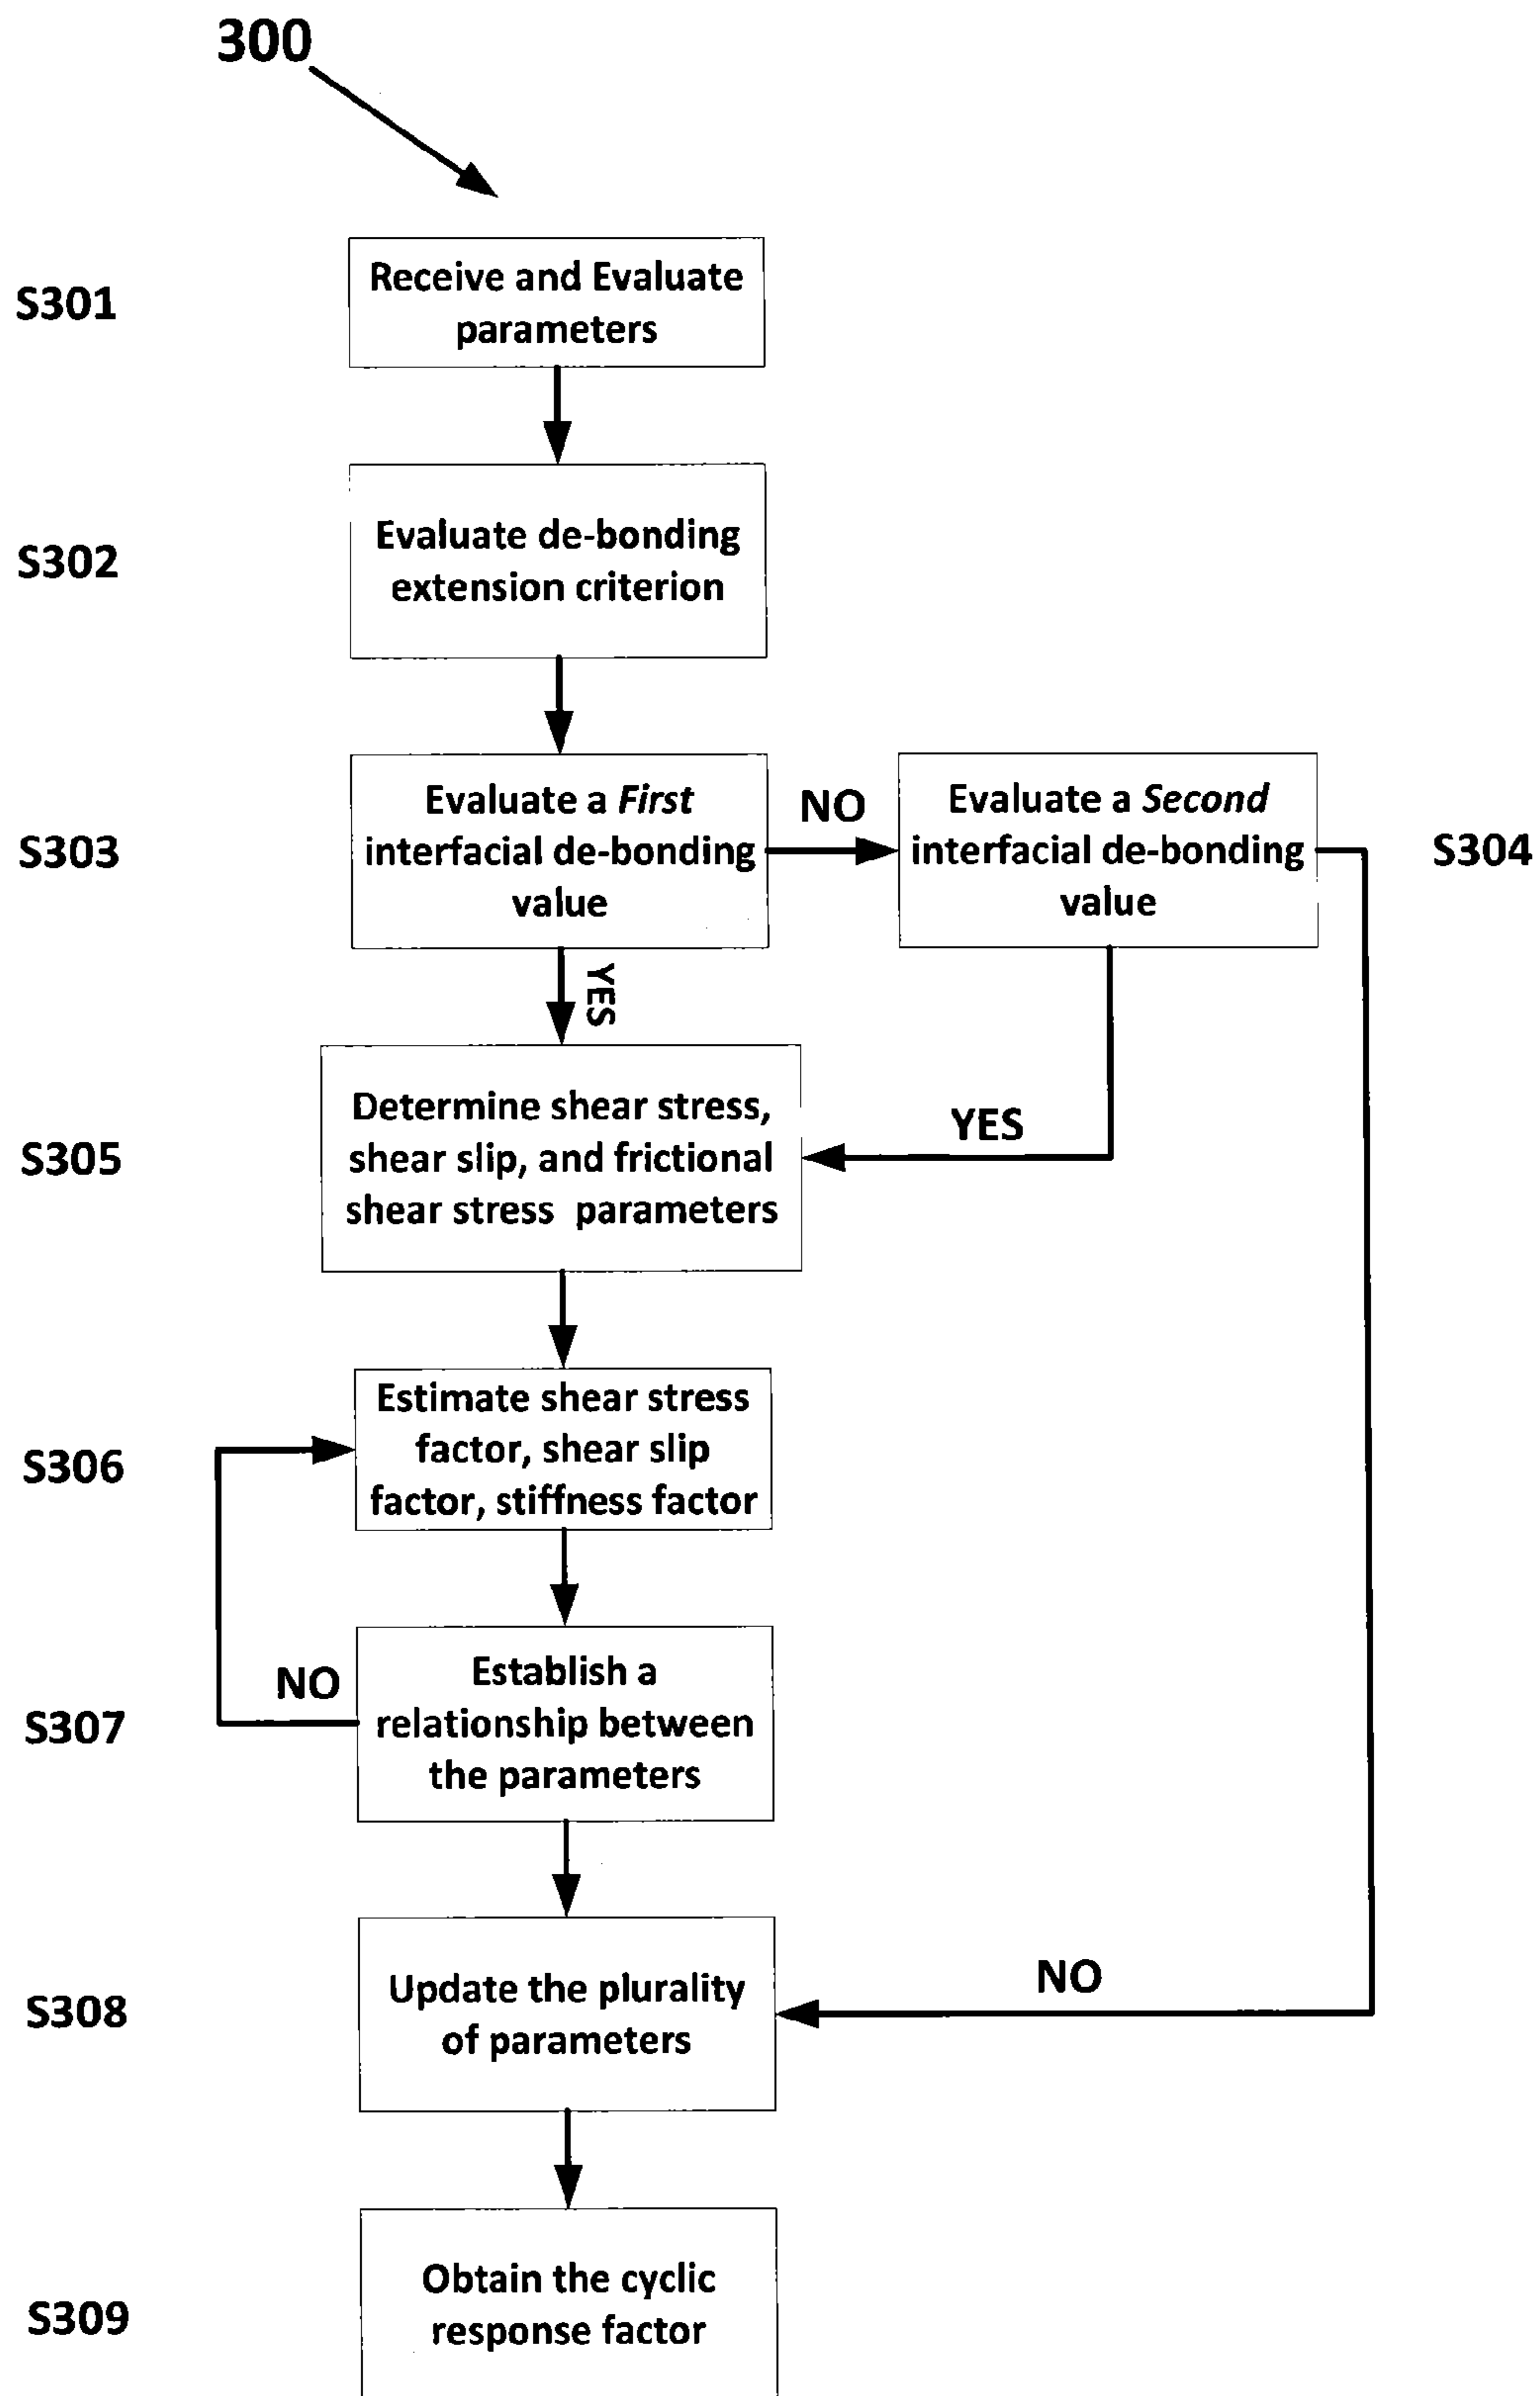 300
S301
Receive and Evaluate
parameters
S302
Evaluate de-bonding
extension criterion
S303
Evaluate a First
interfacial de-bonding
value
NO
Evaluate a Second
interfacial de-bonding
value
S304
YES
S305
Determine shear stress,
shear slip, and frictional
shear stress parameters
YES
S306
Estimate shear stress
factor, shear slip
factor, stiffness factor
NO
S307
Establish a
relationship between
the parameters
S308
Update the plurality
of parameters
NO
S309
Obtain the cyclic
response factor